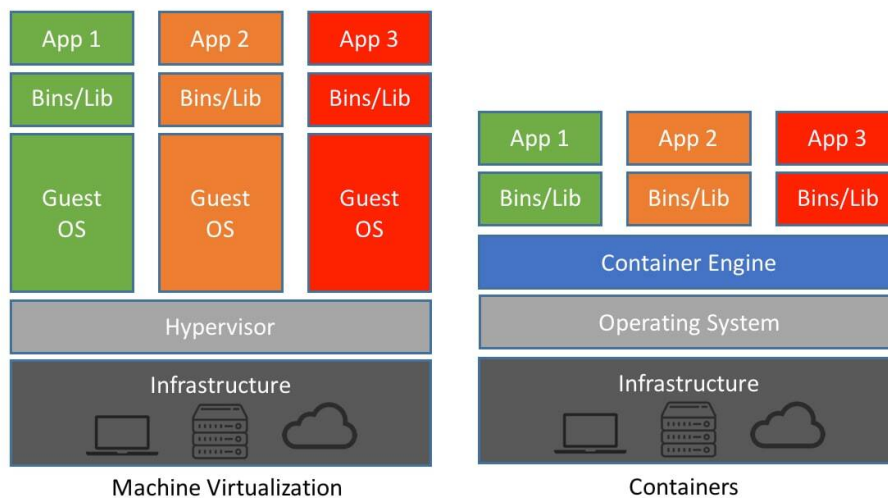 App 1
App 2
App 3
Bins/Lib
Bins/Lib
Bins/Lib
Guest
OS
Guest
OS
Guest
OS
Hypervisor
Infrastructure
Machine Virtualization
App 1
App 2
App 3
Bins/Lib
Bins/Lib
Bins/Lib
Container Engine
Operating System
Infrastructure
Containers